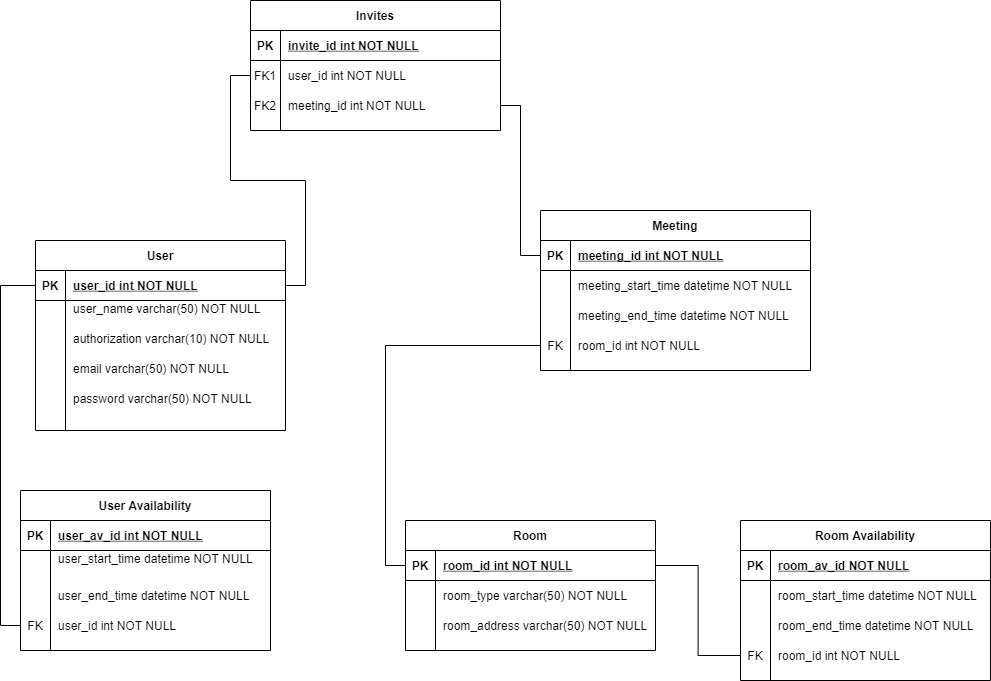 Invites
PK invite_id int NOT NULL
FK1 user_id int NOT NULL
FK2 meeting_id int NOT NULL
Meeting
PK meeting_id int NOT NULL
meeting_start_time datetime NOT NULL
meeting_end_time datetime NOT NULL
FK room_id int NOT NULL
User
PK user_id int NOT NULL
user_name varchar(50) NOT NULL
authorization varchar(10) NOT NULL
email varchar(50) NOT NULL
password varchar(50) NOT NULL
User Availability
PK user_av_id int NOT NULL
user_start_time datetime NOT NULL
user_end_time datetime NOT NULL
FK user_id int NOT NULL
Room
PK room_id int NOT NULL
room_type varchar(50) NOT NULL
room_address varchar(50) NOT NULL
Room Availability
PK room_av_id NOT NULL
room_start_time datetime NOT NULL
room_end_time datetime NOT NULL
FK room_id int NOT NULL